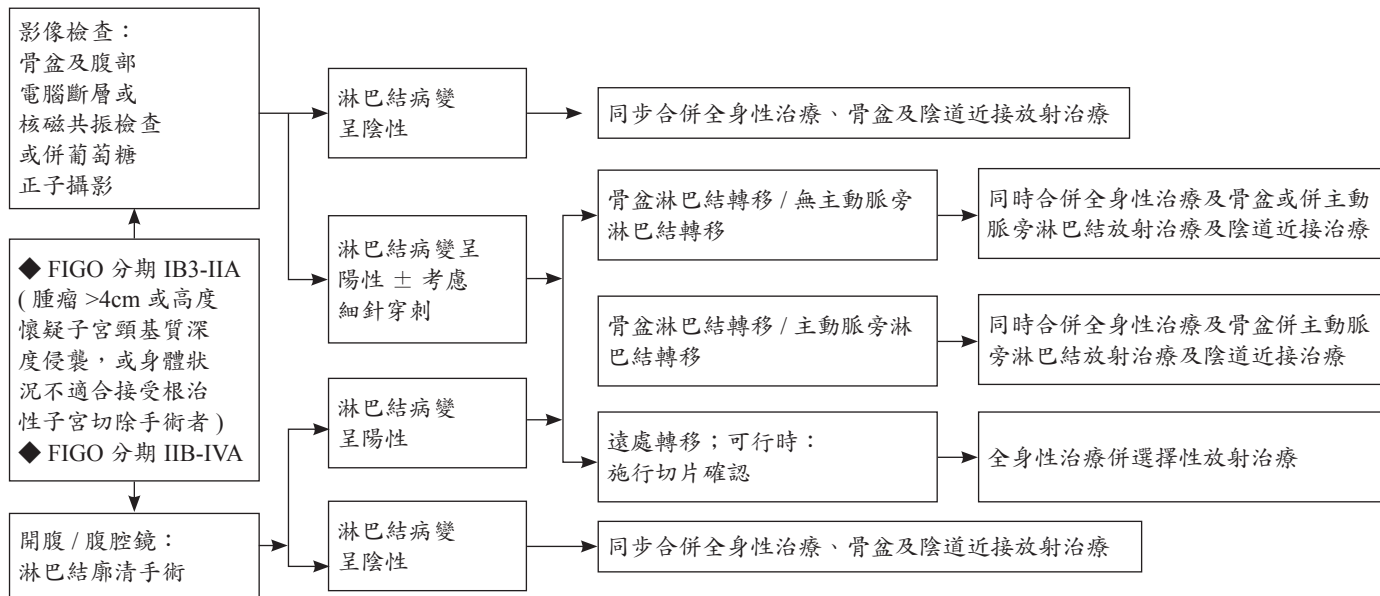 影像檢查：
骨盆及腹部
電腦斷層或
核磁共振檢查
或併葡萄糖
正子攝影
淋巴結病變
呈陰性
同步合併全身性治療、骨盆及陰道近接放射治療
淋巴結病變呈
陽性 ± 考慮
細針穿刺
骨盆淋巴結轉移 / 無主動脈旁
淋巴結轉移
同時合併全身性治療及骨盆或併主動
脈旁淋巴結放射治療及陰道近接治療
◆ FIGO 分期 IB3-IIA
( 腫瘤 >4cm 或高度
懷疑子宮頸基質深
度侵襲，或身體狀
況不適合接受根治
性子宮切除手術者 )
◆ FIGO 分期 IIB-IVA
骨盆淋巴結轉移 / 主動脈旁淋
巴結轉移
同時合併全身性治療及骨盆併主動脈
旁淋巴結放射治療及陰道近接治療
淋巴結病變
呈陽性
遠處轉移；可行時：
施行切片確認
全身性治療併選擇性放射治療
開腹 / 腹腔鏡：
淋巴結廓清手術
淋巴結病變
呈陰性
同步合併全身性治療、骨盆及陰道近接放射治療